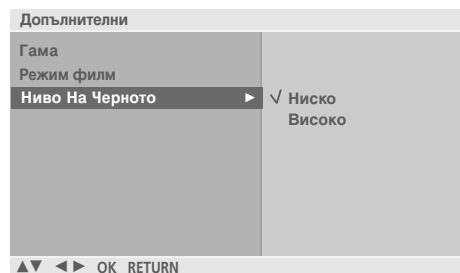 Допълнителни
Гама
Режим филм
Ниво На Черното ► √ Ниско
Високо
▲▼ ◄► OK RETURN